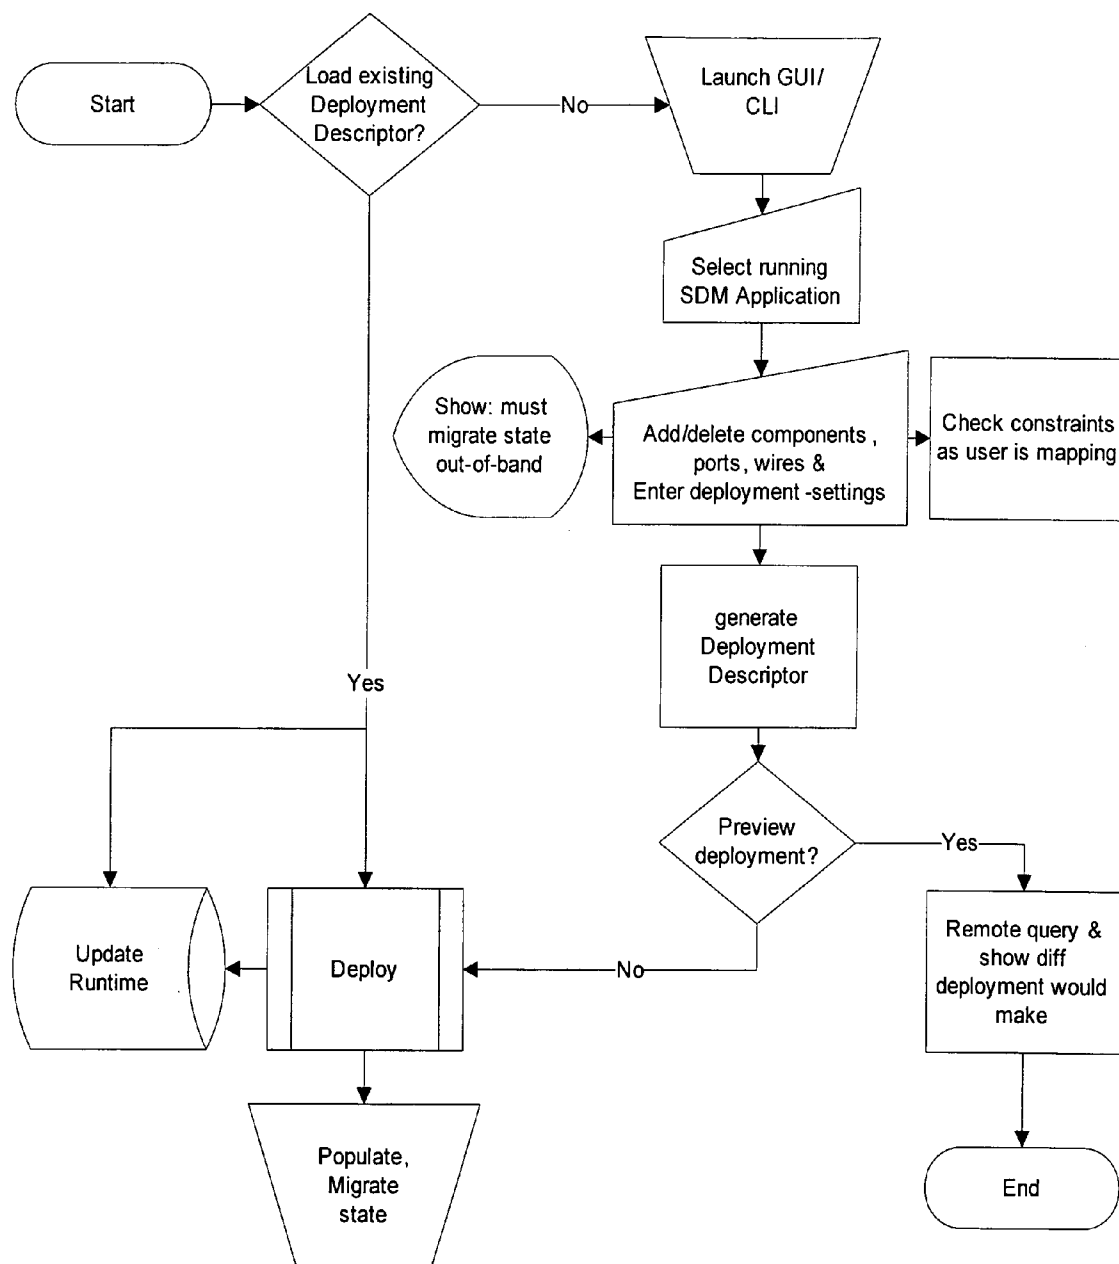 Start
Load existing
Deployment
Descriptor?
No
Launch GUI/
CLI
Select running
SDM Application
Show: must
migrate state
out-of-band
Add/delete components ,
ports, wires &
Enter deployment -settings
Check constraints
as user is mapping
generate
Deployment
Descriptor
Yes
Preview
deployment?
Yes
Update
Runtime
Deploy
No
Remote query &
show diff
deployment would
make
Populate,
Migrate
state
End